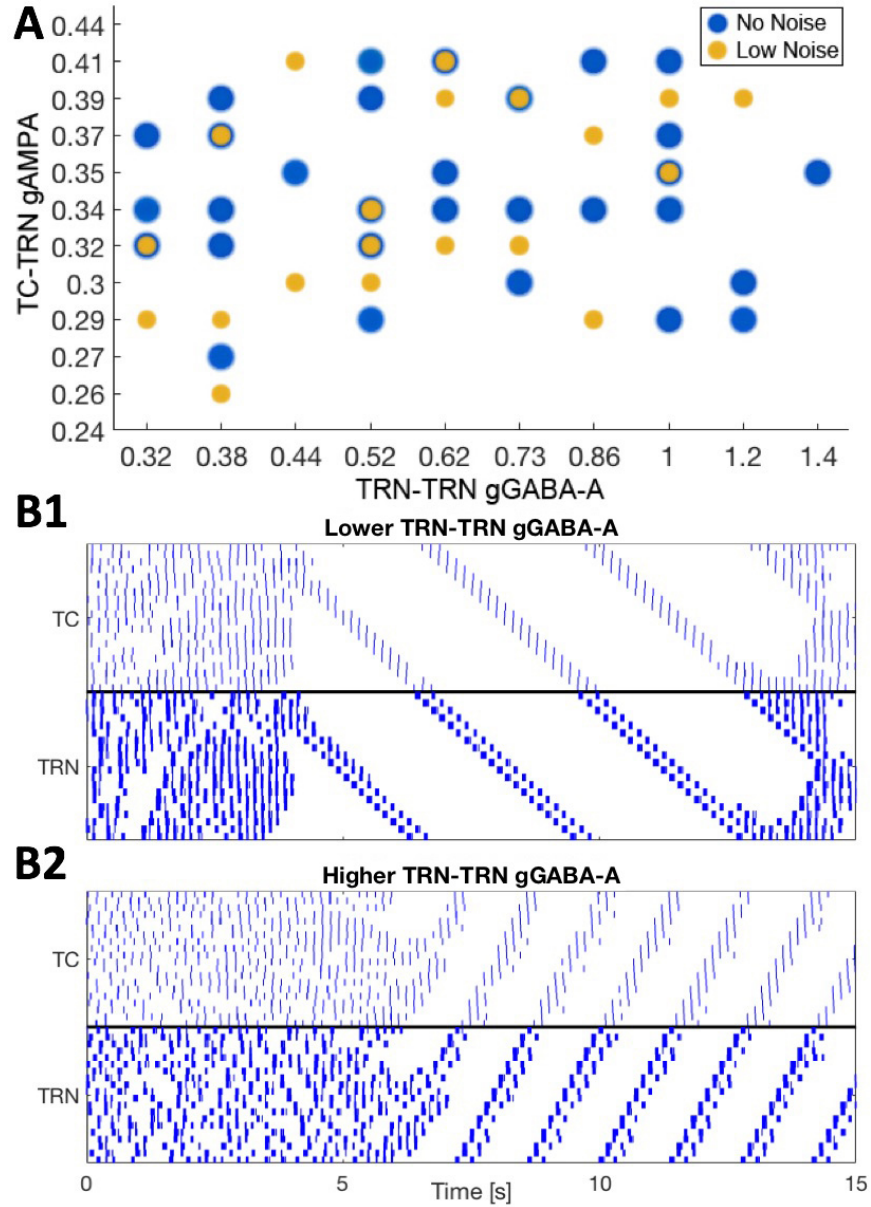 A
0.44
0.41
0.39
0.37
0.35
0.34
0.32
0.3
0.29
0.27
0.26
0.24
TC-TRN gAMPA
No Noise
Low Noise
0.32 0.38 0.44 0.52 0.62 0.73 0.86 1 1.2 1.4
TRN-TRN gGABA-A
B1
Lower TRN-TRN gGABA-A
TC
TRN
B2
Higher TRN-TRN gGABA-A
TC
TRN
0 5 10 15
Time [s]